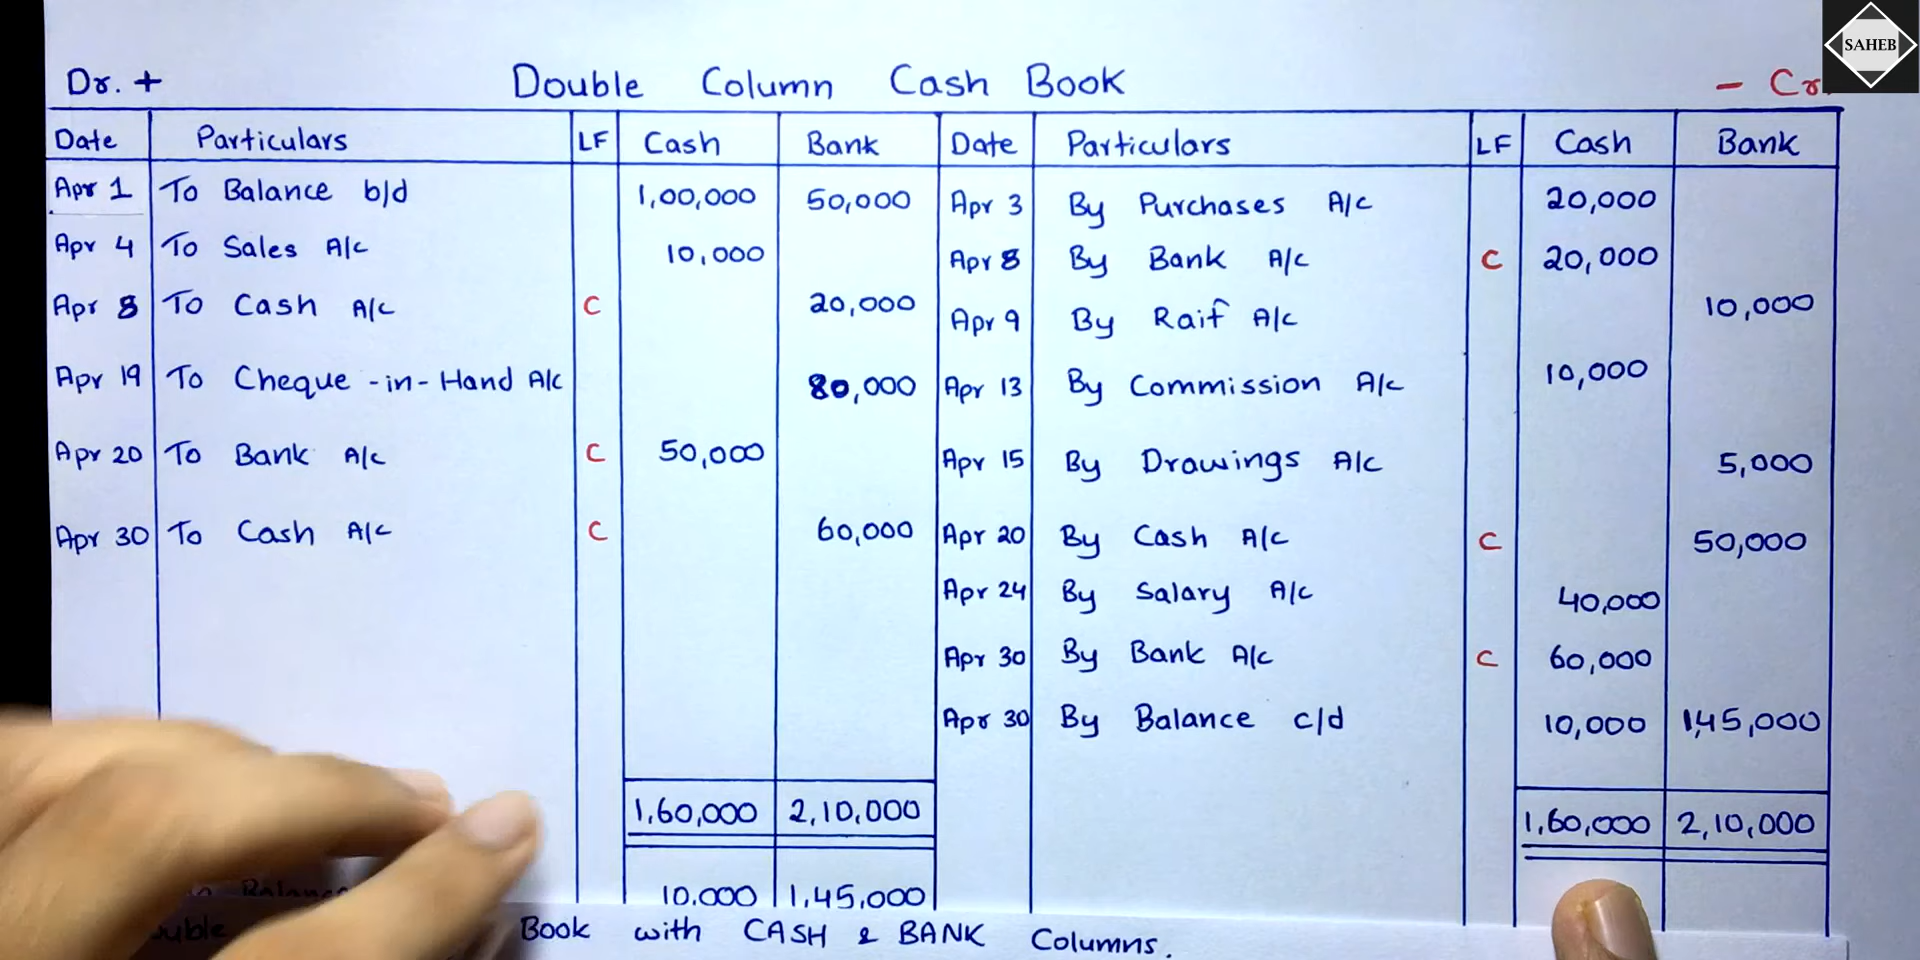 SAHEB
Dr. + Double Column Cash Book - Cr.
Date Particulars LF Cash Bank Date Particulars LF Cash Bank
Apr 1 To Balance b/d 1,00,000 50,000 Apr 3 By Purchases A/c 20,000
Apr 4 To Sales A/c 10,000 Apr 8 By Bank A/c C 20,000
Apr 8 To Cash A/c C 20,000 Apr 9 By Raif A/c 10,000
Apr 19 To Cheque-in-Hand A/c 80,000 Apr 13 By Commission A/c 10,000
Apr 20 To Bank A/c C 50,000 Apr 15 By Drawings A/c 5,000
Apr 30 To Cash A/c C 60,000 Apr 20 By Cash A/c C 50,000
Apr 24 By Salary A/c 40,000
Apr 30 By Bank A/c C 60,000
Apr 30 By Balance c/d 10,000 1,45,000
1,60,000 2,10,000 1,60,000 2,10,000
10,000 1,45,000
Book with CASH & BANK Columns.